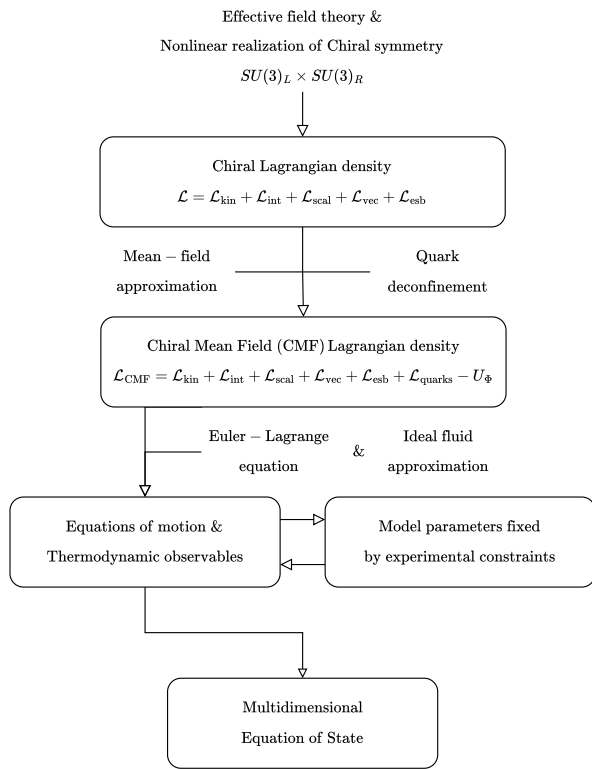 Effective field theory &
Nonlinear realization of Chiral symmetry
SU(3)_L × SU(3)_R
Chiral Lagrangian density
ℒ = ℒ_kin + ℒ_int + ℒ_scal + ℒ_vec + ℒ_esb
Mean − field
approximation
Quark
deconfinement
Chiral Mean Field (CMF) Lagrangian density
ℒ_CMF = ℒ_kin + ℒ_int + ℒ_scal + ℒ_vec + ℒ_esb + ℒ_quarks − U_Φ
Euler − Lagrange
equation
&
Ideal fluid
approximation
Equations of motion &
Thermodynamic observables
Model parameters fixed
by experimental constraints
Multidimensional
Equation of State